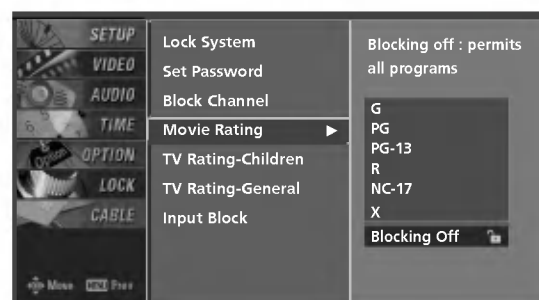 SETUP
VIDEO
AUDIO
TIME
OPTION
LOCK
CABLE
Move MENU Prev
Lock System
Set Password
Block Channel
Movie Rating
TV Rating-Children
TV Rating-General
Input Block
Blocking off : permits
all programs
G
PG
PG-13
R
NC-17
X
Blocking Off